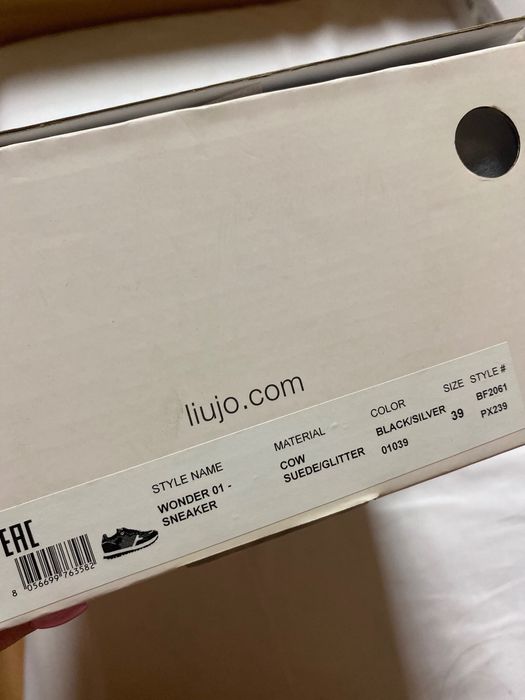 liujo.com
STYLE NAME
WONDER 01 -
SNEAKER
MATERIAL
COW
SUEDE/GLITTER
COLOR
BLACK/SILVER
01039
SIZE
39
STYLE #
BF2061
PX239
EAC
8 056699 763582